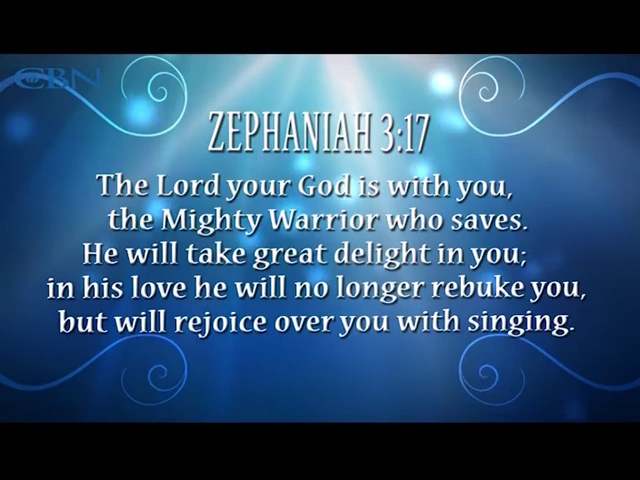 CBN
ZEPHANIAH 3:17
The Lord your God is with you,
the Mighty Warrior who saves.
He will take great delight in you;
in his love he will no longer rebuke you,
but will rejoice over you with singing.